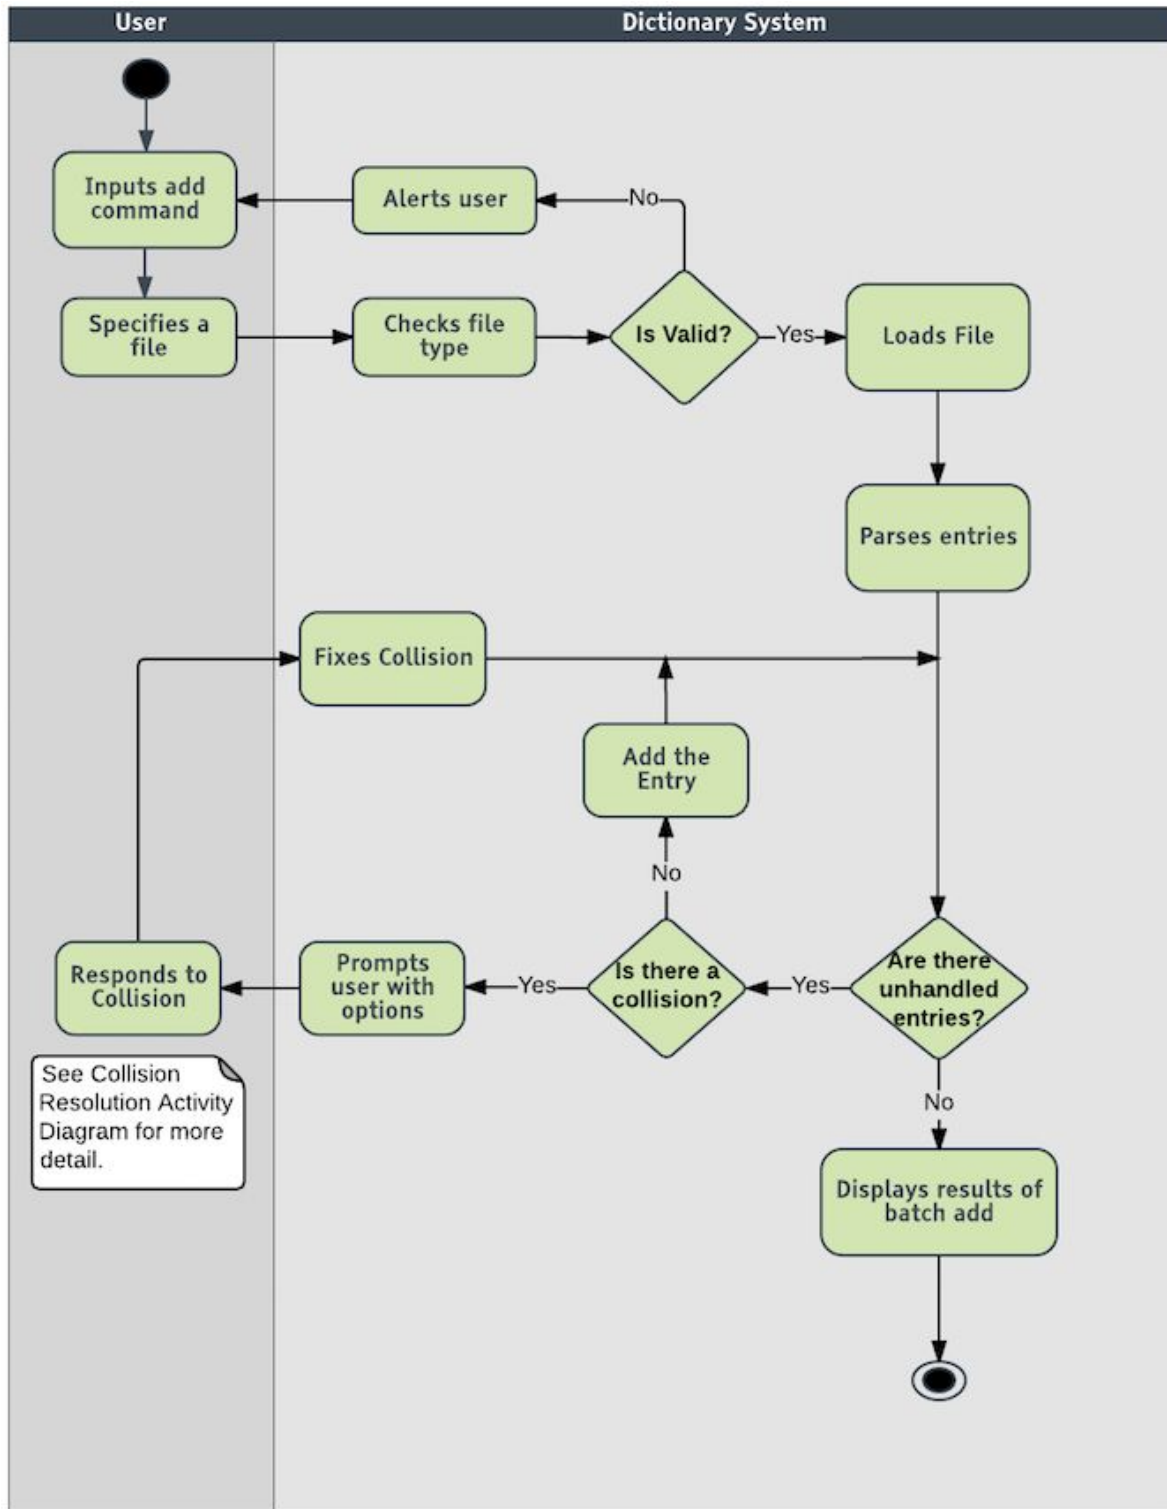 User
Dictionary System
Inputs add
command
Alerts user
No
Specifies a
file
Checks file
type
Is Valid?
Yes
Loads File
Parses entries
Fixes Collision
Add the
Entry
No
Responds to
Collision
Prompts
user with
options
Yes
Is there a
collision?
Yes
Are there
unhandled
entries?
See Collision
Resolution Activity
Diagram for more
detail.
No
Displays results of
batch add